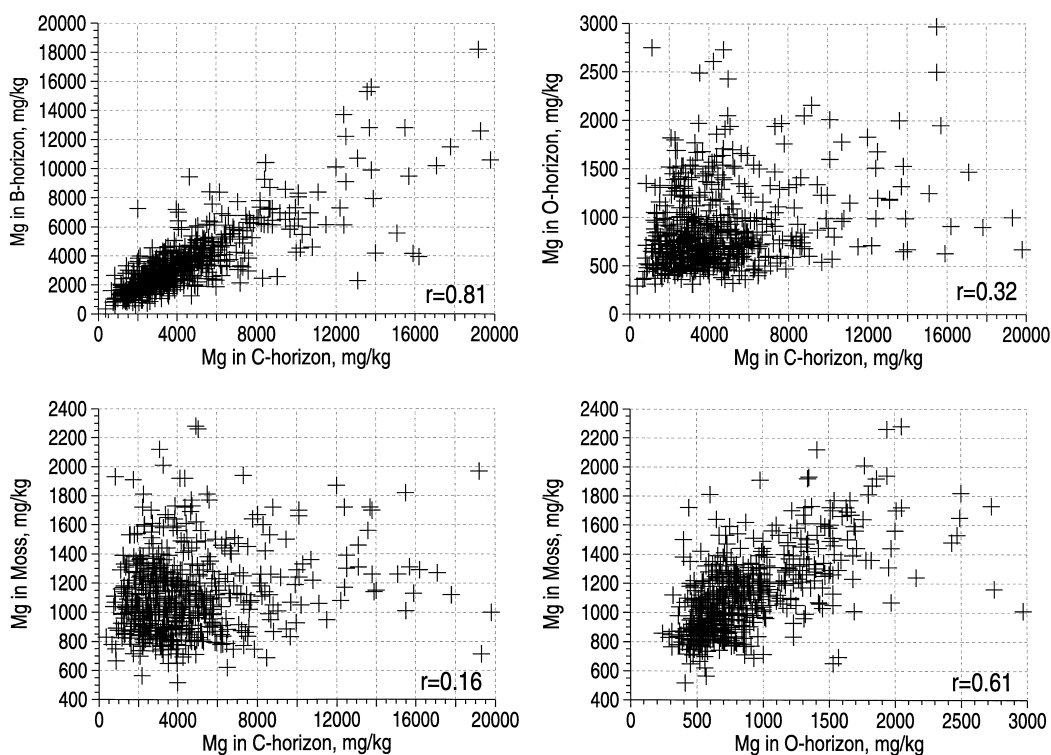 20000
18000
16000
14000
12000
10000
8000
6000
4000
2000
0
Mg in B-horizon, mg/kg
r=0.81
0 4000 8000 12000 16000 20000
Mg in C-horizon, mg/kg
3000
2500
2000
1500
1000
500
0
Mg in O-horizon, mg/kg
r=0.32
0 4000 8000 12000 16000 20000
Mg in C-horizon, mg/kg
2400
2200
2000
1800
1600
1400
1200
1000
800
600
400
Mg in Moss, mg/kg
r=0.16
0 4000 8000 12000 16000 20000
Mg in C-horizon, mg/kg
2400
2200
2000
1800
1600
1400
1200
1000
800
600
400
Mg in Moss, mg/kg
r=0.61
0 500 1000 1500 2000 2500 3000
Mg in O-horizon, mg/kg